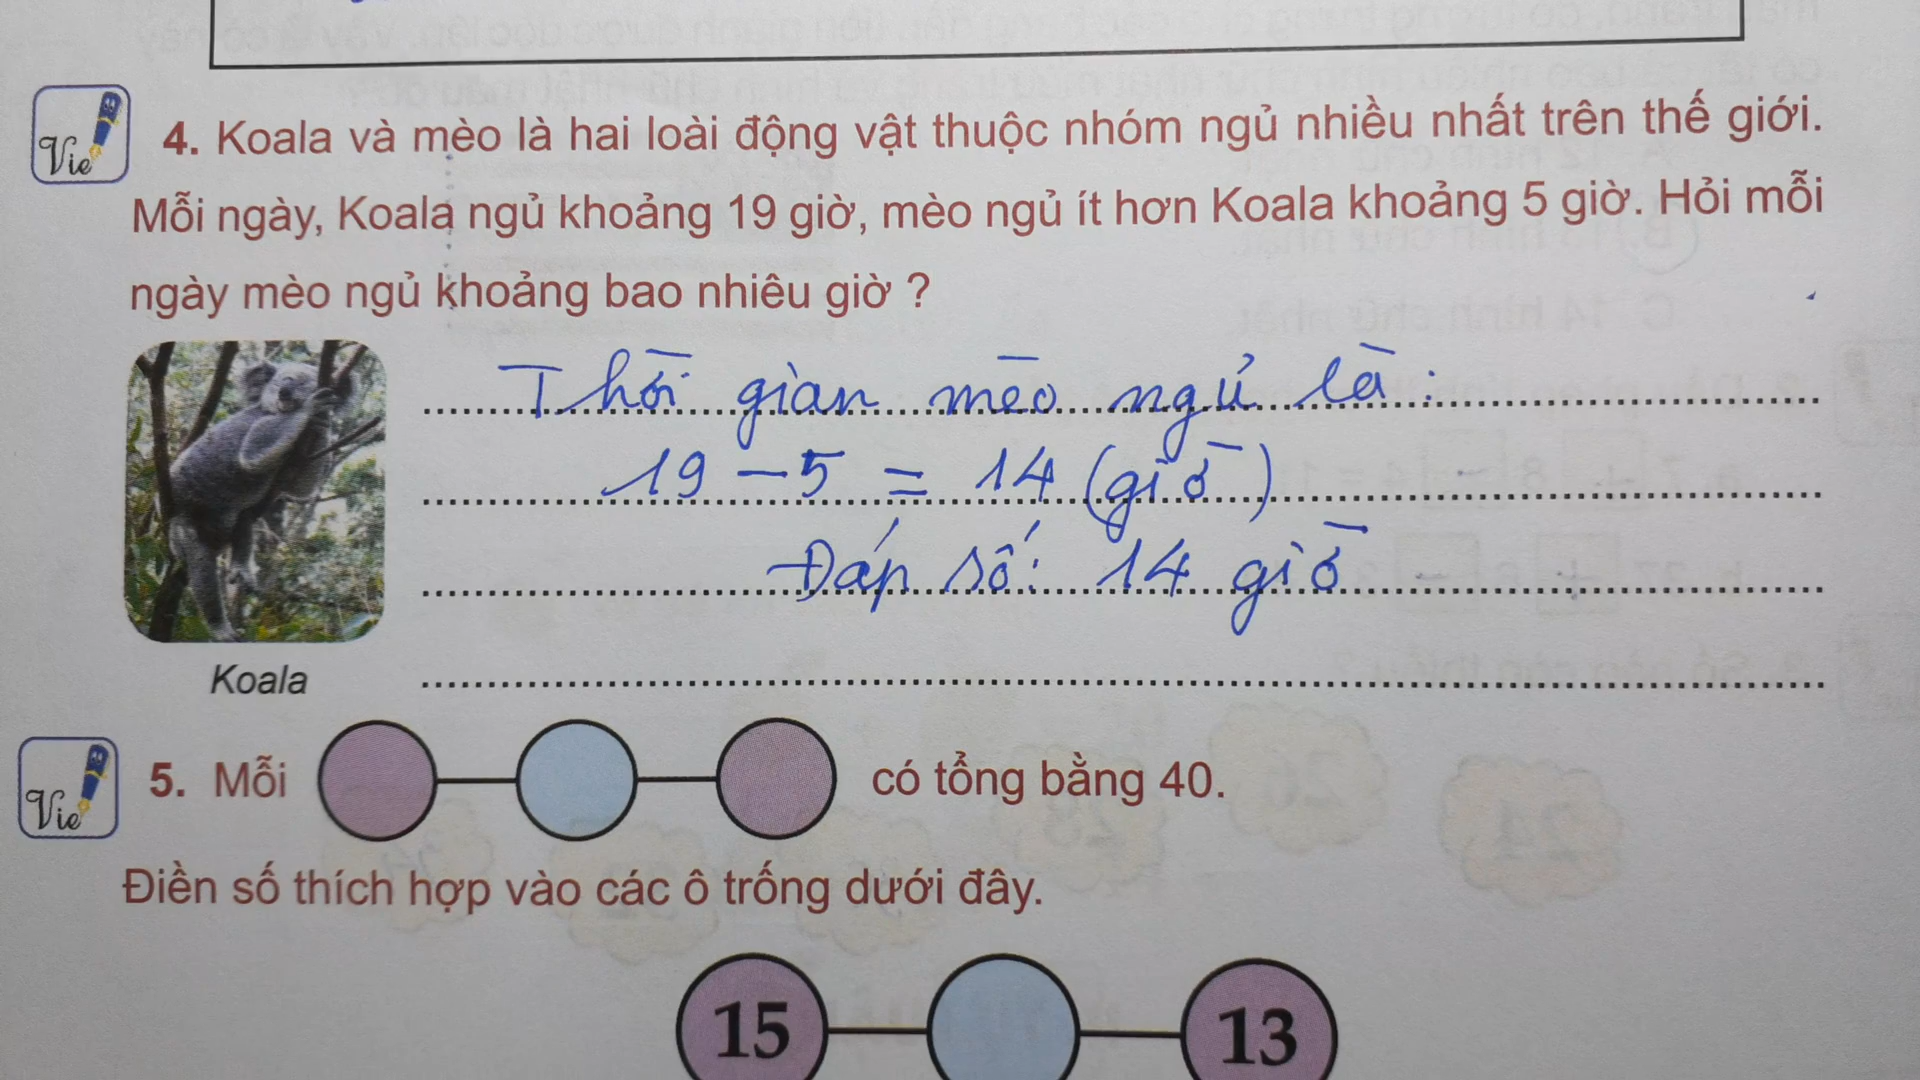 Vie
4. Koala và mèo là hai loài động vật thuộc nhóm ngủ nhiều nhất trên thế giới.
Mỗi ngày, Koala ngủ khoảng 19 giờ, mèo ngủ ít hơn Koala khoảng 5 giờ. Hỏi mỗi
ngày mèo ngủ khoảng bao nhiêu giờ ?
Thời gian mèo ngủ là:
19 - 5 = 14 (giờ)
Đáp số: 14 giờ
Koala
Vie
5. Mỗi có tổng bằng 40.
Điền số thích hợp vào các ô trống dưới đây.
15 13